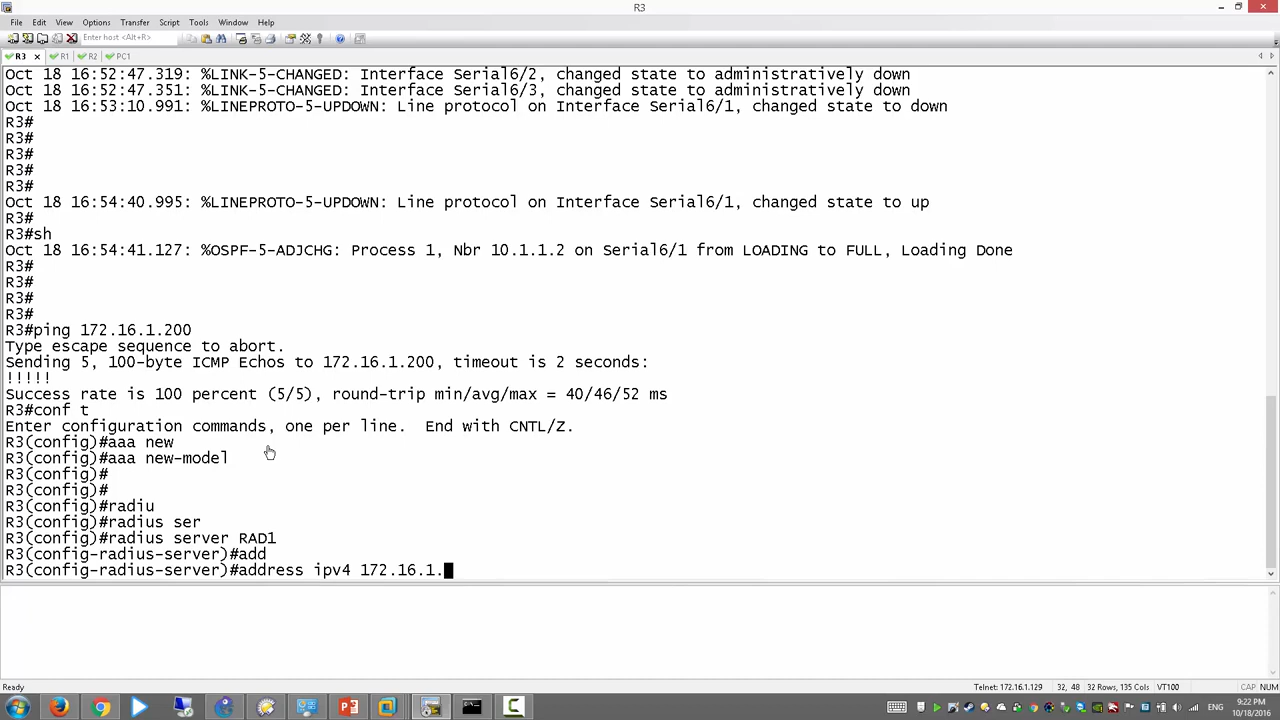 R3
File Edit View Options Transfer Script Tools Window Help
Enter host <Alt+R>
R3 R1 R2 PC1
Oct 18 16:52:47.319: %LINK-5-CHANGED: Interface Serial6/2, changed state to administratively down
Oct 18 16:52:47.351: %LINK-5-CHANGED: Interface Serial6/3, changed state to administratively down
Oct 18 16:53:10.991: %LINEPROTO-5-UPDOWN: Line protocol on Interface Serial6/1, changed state to down
R3#
R3#
R3#
R3#
R3#
Oct 18 16:54:40.995: %LINEPROTO-5-UPDOWN: Line protocol on Interface Serial6/1, changed state to up
R3#
R3#sh
Oct 18 16:54:41.127: %OSPF-5-ADJCHG: Process 1, Nbr 10.1.1.2 on Serial6/1 from LOADING to FULL, Loading Done
R3#
R3#
R3#
R3#
R3#ping 172.16.1.200
Type escape sequence to abort.
Sending 5, 100-byte ICMP Echos to 172.16.1.200, timeout is 2 seconds:
!!!!!
Success rate is 100 percent (5/5), round-trip min/avg/max = 40/46/52 ms
R3#conf t
Enter configuration commands, one per line.  End with CNTL/Z.
R3(config)#aaa new
R3(config)#aaa new-model
R3(config)#
R3(config)#
R3(config)#radiu
R3(config)#radius ser
R3(config)#radius server RAD1
R3(config-radius-server)#add
R3(config-radius-server)#address ipv4 172.16.1.
Ready Telnet: 172.16.1.129 32, 48 32 Rows, 135 Cols VT100 CAP NUM
ENG 9:22 PM
10/18/2016